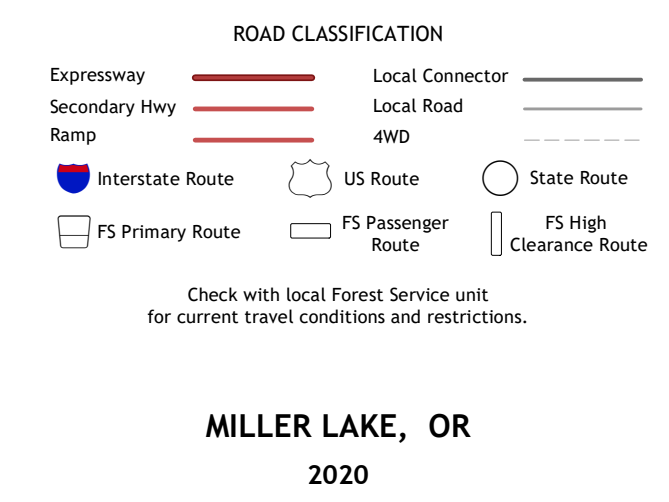 ROAD CLASSIFICATION
Expressway
Local Connector
Secondary Hwy
Local Road
Ramp
4WD
Interstate Route
US Route
State Route
FS Primary Route
FS Passenger
Route
FS High
Clearance Route
Check with local Forest Service unit
for current travel conditions and restrictions.
MILLER LAKE, OR
2020